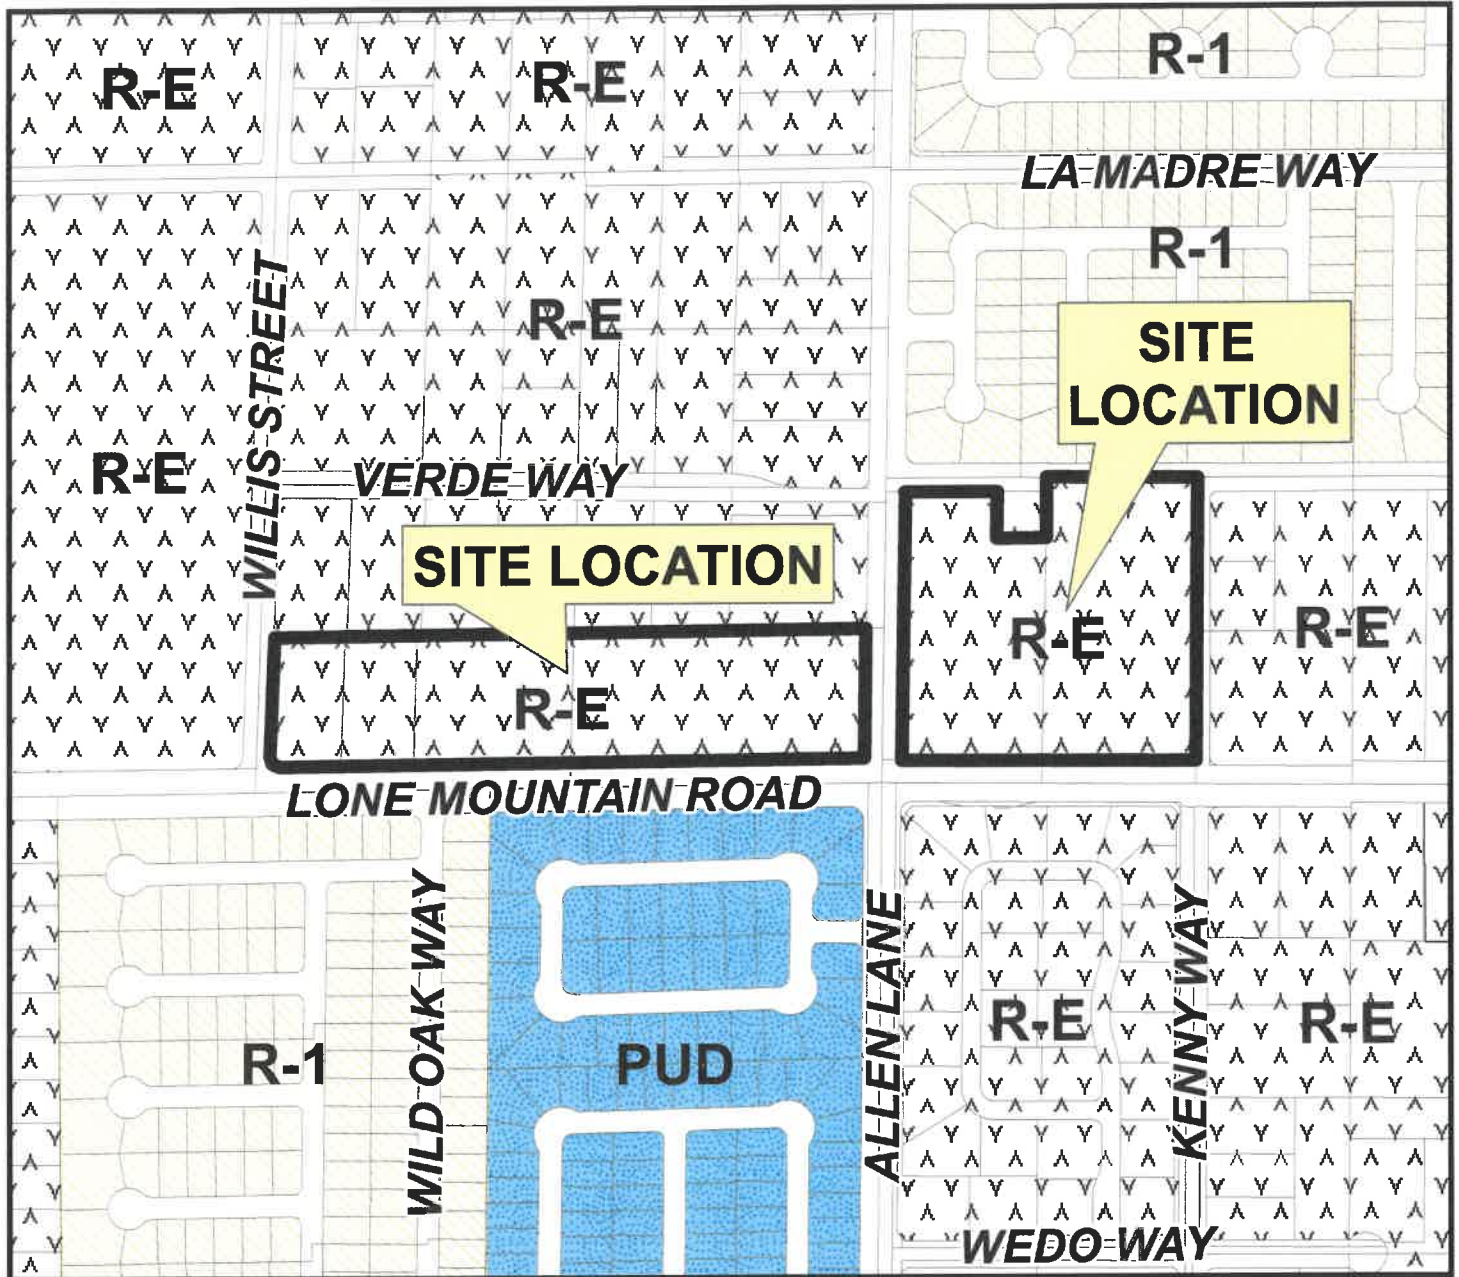 R-E
R-E
R-1
LA MADRE WAY
R-1
WILLIS STREET
R-E
SITE
LOCATION
R-E
VERDE WAY
SITE LOCATION
R-E
R-E
R-E
LONE MOUNTAIN ROAD
WILD OAK WAY
ALLEN LANE
KENNY WAY
R-E
R-E
R-1
PUD
WEDO WAY